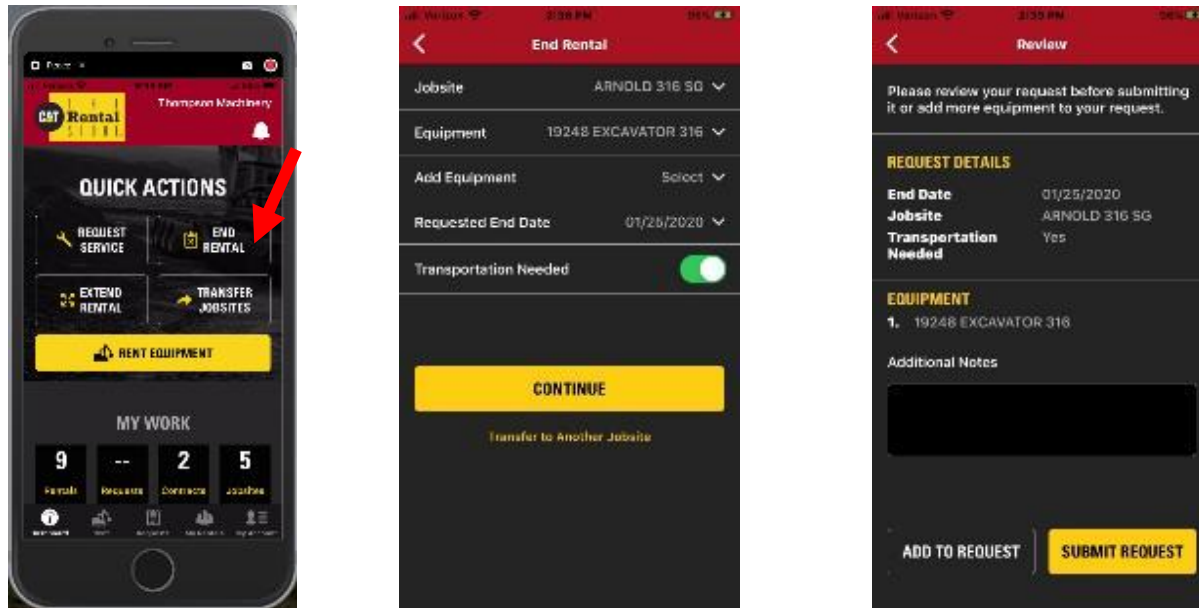 Thompson Machinery
CAT Rental
STORE
QUICK ACTIONS
REQUEST
SERVICE
END
RENTAL
EXTEND
RENTAL
TRANSFER
JOBSITES
RENT EQUIPMENT
MY WORK
9 -- 2 5
Rentals Requests Contracts Jobsites
End Rental
Jobsite ARNOLD 316 SG
Equipment 19248 EXCAVATOR 316
Add Equipment Select
Requested End Date 01/25/2020
Transportation Needed
CONTINUE
Transfer to Another Jobsite
Review
Please review your request before submitting
it or add more equipment to your request.
REQUEST DETAILS
End Date 01/25/2020
Jobsite ARNOLD 316 SG
Transportation Yes
Needed
EQUIPMENT
1. 19248 EXCAVATOR 316
Additional Notes
ADD TO REQUEST SUBMIT REQUEST